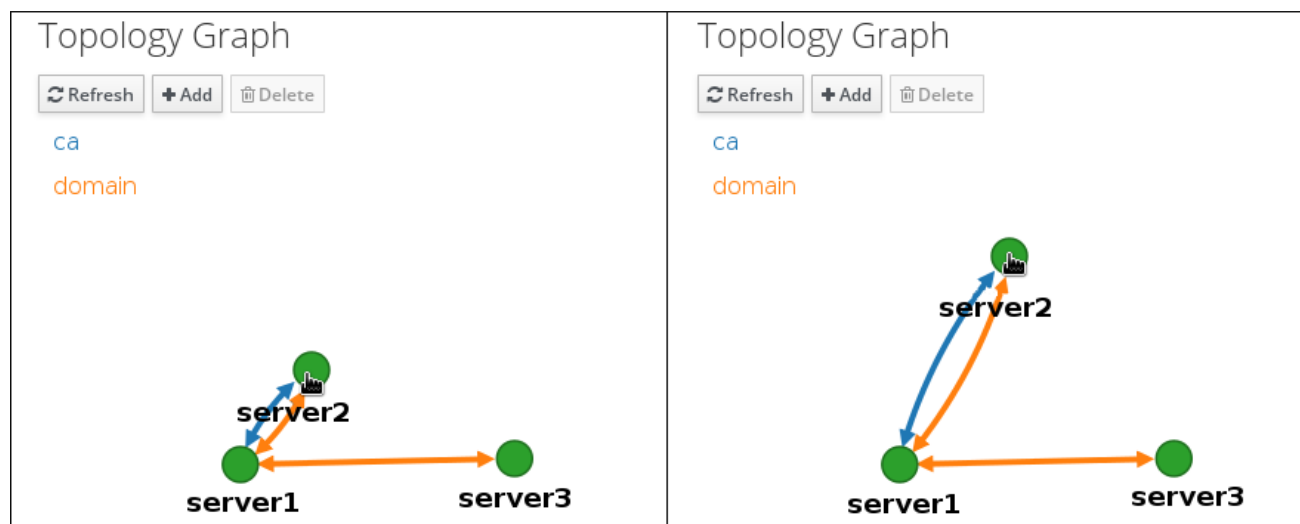 Topology Graph
Refresh Add Delete
ca
domain
server2
server1 server3
Topology Graph
Refresh Add Delete
ca
domain
server2
server1 server3